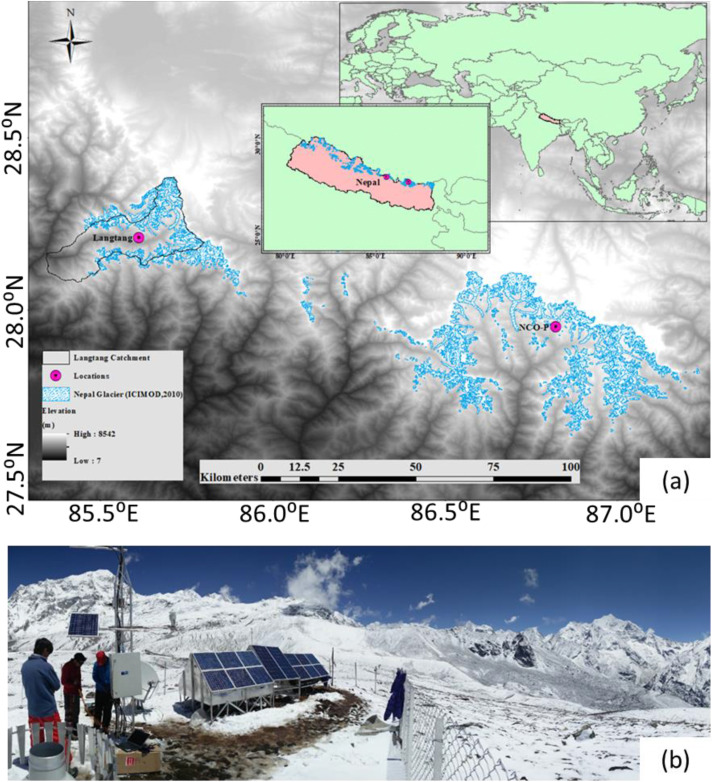 N
28.5⁰N
28.0⁰N
27.5⁰N
30°0'N
25°0'N
Nepal
80°0'E
85°0'E
90°0'E
Langtang
NCO-P
Langtang Catchment
Locations
Nepal Glacier (ICIMOD,2010)
Elevation
(m)
High : 8542
Low : 7
0 12.5 25 50 75 100
Kilometers
(a)
85.5⁰E 86.0⁰E 86.5⁰E 87.0⁰E
(b)